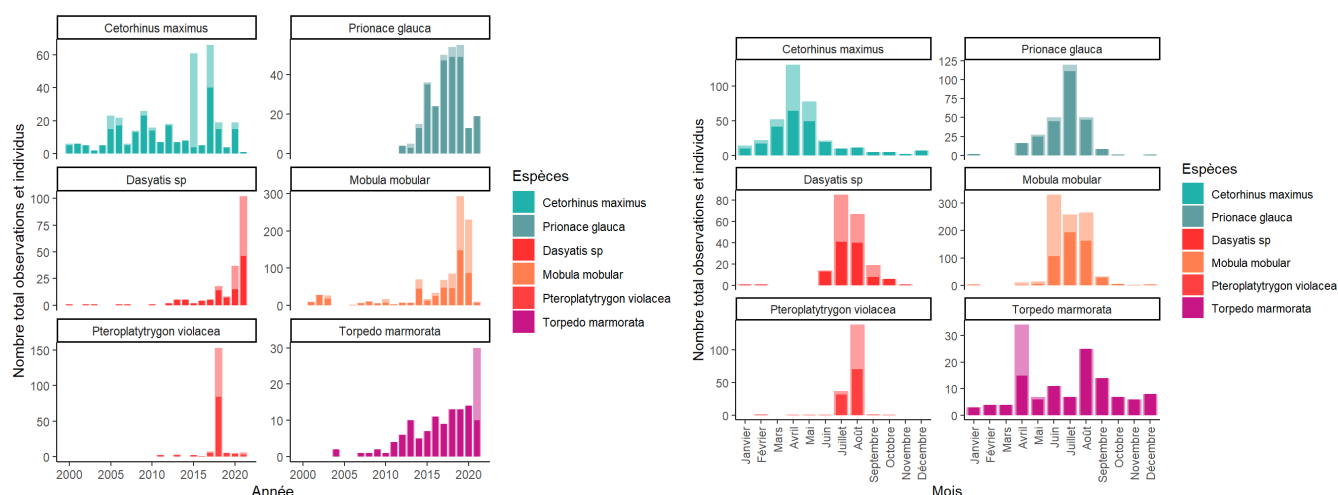 Cetorhinus maximus
Prionace glauca
60
40
20
0
40
20
0
Dasyatis sp
Mobula mobular
100
75
50
25
0
300
200
100
0
Pteroplatytrygon violacea
Torpedo marmorata
150
100
50
0
30
20
10
0
2000 2005 2010 2015 2020
2000 2005 2010 2015 2020
Année
Nombre total observations et individus
Espèces
Cetorhinus maximus
Prionace glauca
Dasyatis sp
Mobula mobular
Pteroplatytrygon violacea
Torpedo marmorata
Cetorhinus maximus
Prionace glauca
100
50
0
125
100
75
50
25
0
Dasyatis sp
Mobula mobular
80
60
40
20
0
300
200
100
0
Pteroplatytrygon violacea
Torpedo marmorata
100
50
0
30
20
10
0
Janvier Février Mars Avril Mai Juin Juillet Août Septembre Octobre Novembre Décembre
Janvier Février Mars Avril Mai Juin Juillet Août Septembre Octobre Novembre Décembre
Mois
Nombre total observations et individus
Espèces
Cetorhinus maximus
Prionace glauca
Dasyatis sp
Mobula mobular
Pteroplatytrygon violacea
Torpedo marmorata